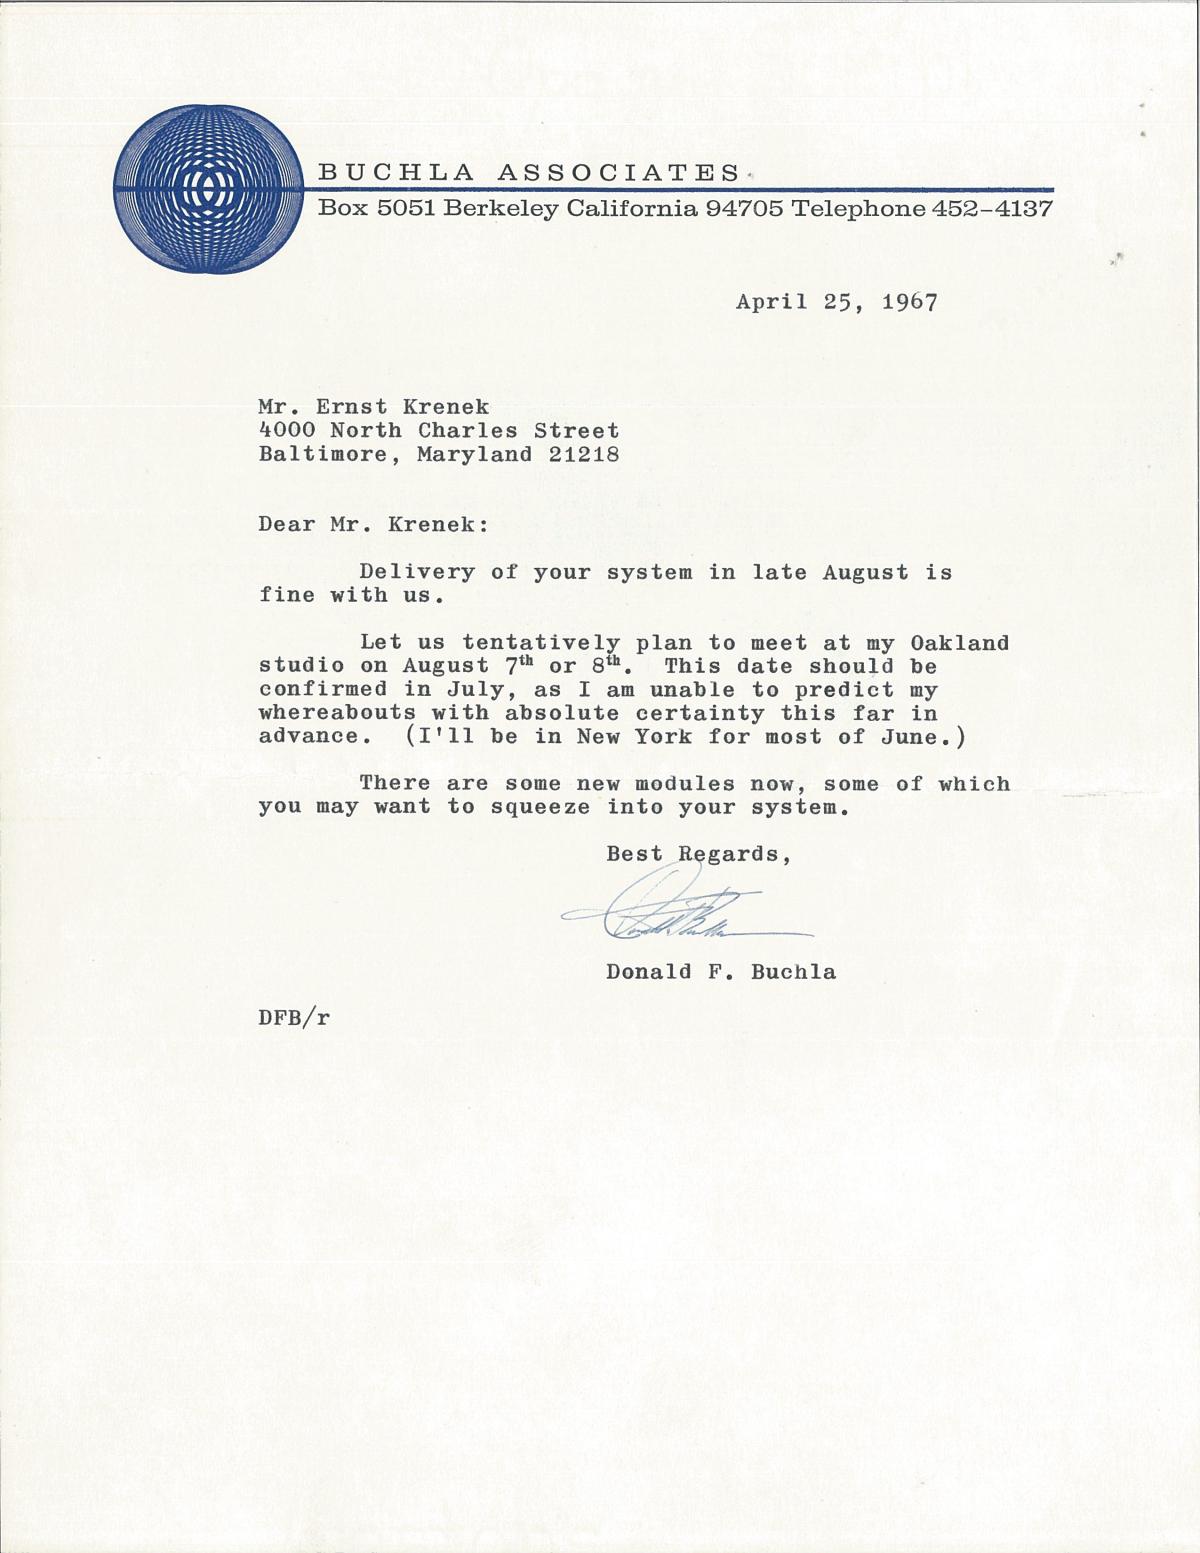 BUCHLA ASSOCIATES
Box 5051 Berkeley California 94705 Telephone 452-4137
April 25, 1967
Mr. Ernst Krenek
4000 North Charles Street
Baltimore, Maryland 21218
Dear Mr. Krenek:
Delivery of your system in late August is
fine with us.
Let us tentatively plan to meet at my Oakland
studio on August 7th or 8th. This date should be
confirmed in July, as I am unable to predict my
whereabouts with absolute certainty this far in
advance. (I'll be in New York for most of June.)
There are some new modules now, some of which
you may want to squeeze into your system.
Best Regards,
Donald F. Buchla
DFB/r